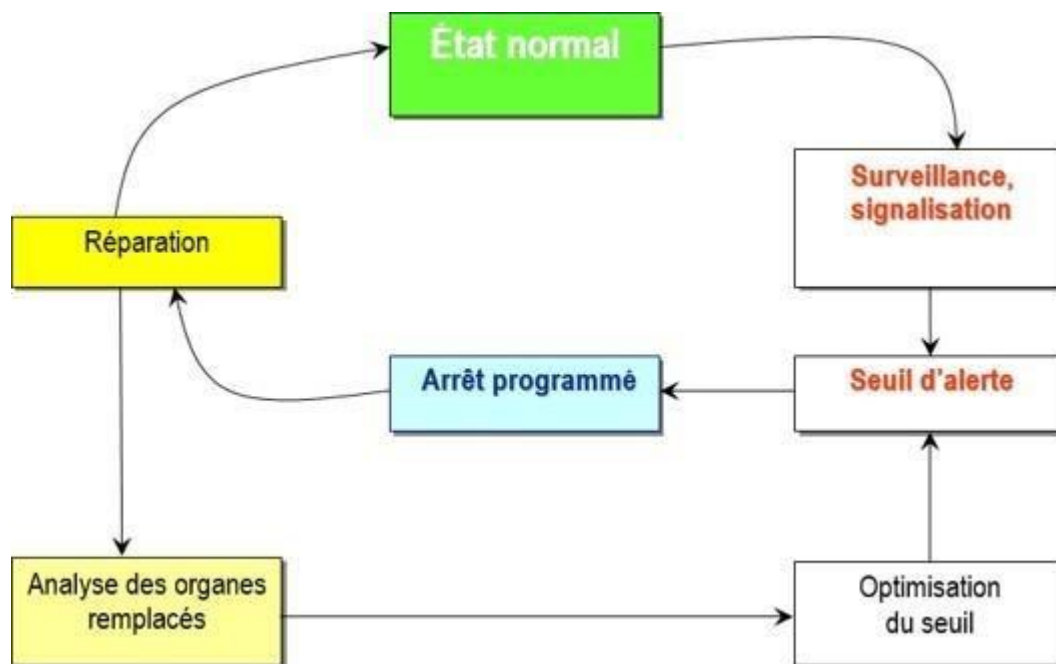 État normal
Surveillance,
signalisation
Réparation
Arrêt programmé
Seuil d'alerte
Analyse des organes
remplacés
Optimisation
du seuil